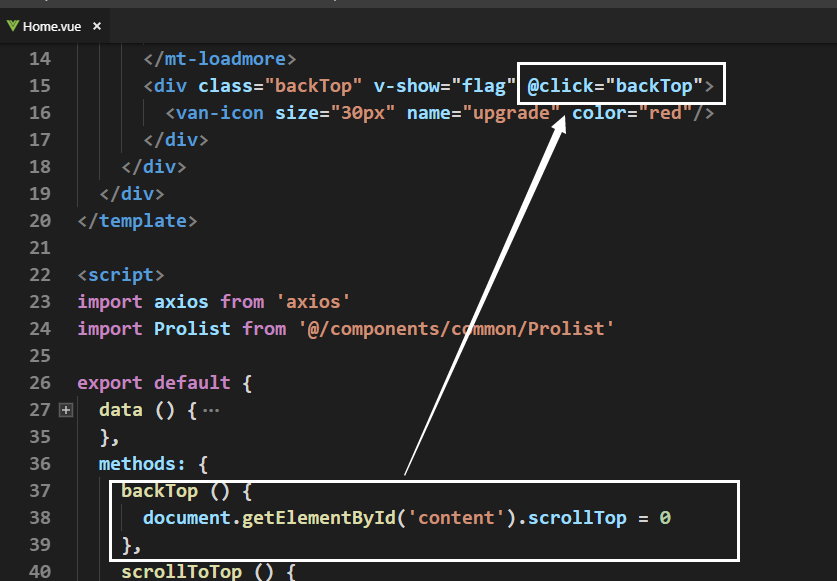 Home.vue ×
14 </mt-loadmore>
15 <div class="backTop" v-show="flag" @click="backTop">
16 <van-icon size="30px" name="upgrade" color="red"/>
17 </div>
18 </div>
19 </div>
20 </template>
21
22 <script>
23 import axios from 'axios'
24 import Prolist from '@/components/common/Prolist'
25
26 export default {
27 data () { ···
35 },
36 methods: {
37 backTop () {
38 document.getElementById('content').scrollTop = 0
39 },
40 scrollToTop () {